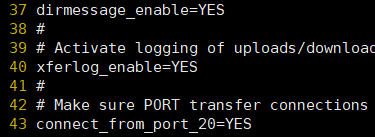 37 dirmessage_enable=YES
38 #
39 # Activate logging of uploads/downloa
40 xferlog_enable=YES
41 #
42 # Make sure PORT transfer connections
43 connect_from_port_20=YES